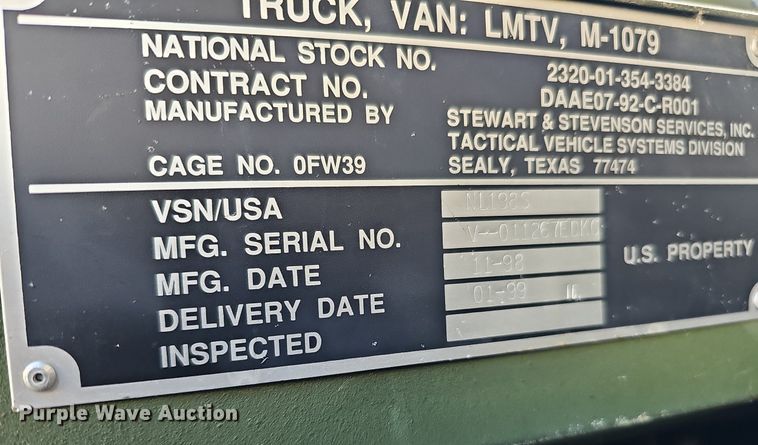 TRUCK, VAN: LMTV, M-1079
NATIONAL STOCK NO. 2320-01-354-3384
CONTRACT NO. DAAE07-92-C-R001
MANUFACTURED BY STEWART & STEVENSON SERVICES, INC.
TACTICAL VEHICLE SYSTEMS DIVISION
CAGE NO. 0FW39 SEALY, TEXAS 77474
VSN/USA
MFG. SERIAL NO.
MFG. DATE 11-98
DELIVERY DATE 01-99
INSPECTED
U.S. PROPERTY
Purple Wave Auction